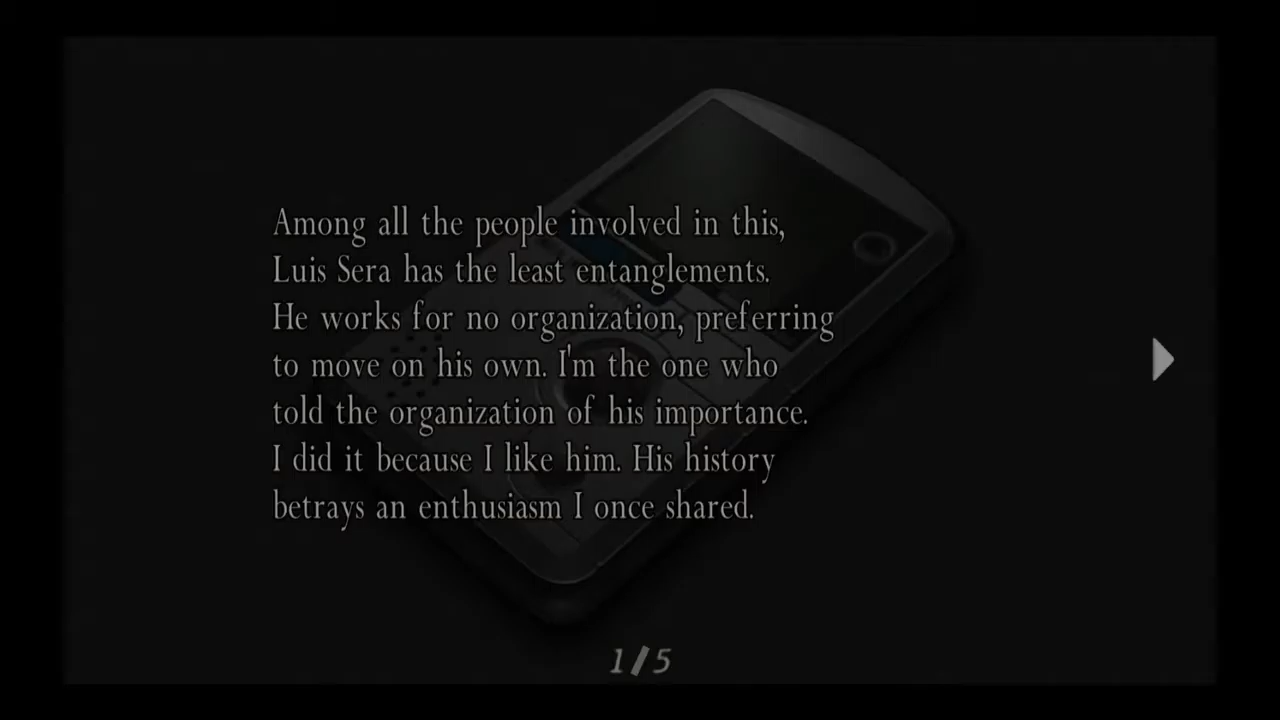 Among all the people involved in this,
Luis Sera has the least entanglements.
He works for no organization, preferring
to move on his own. I'm the one who
told the organization of his importance.
I did it because I like him. His history
betrays an enthusiasm I once shared.
1/5